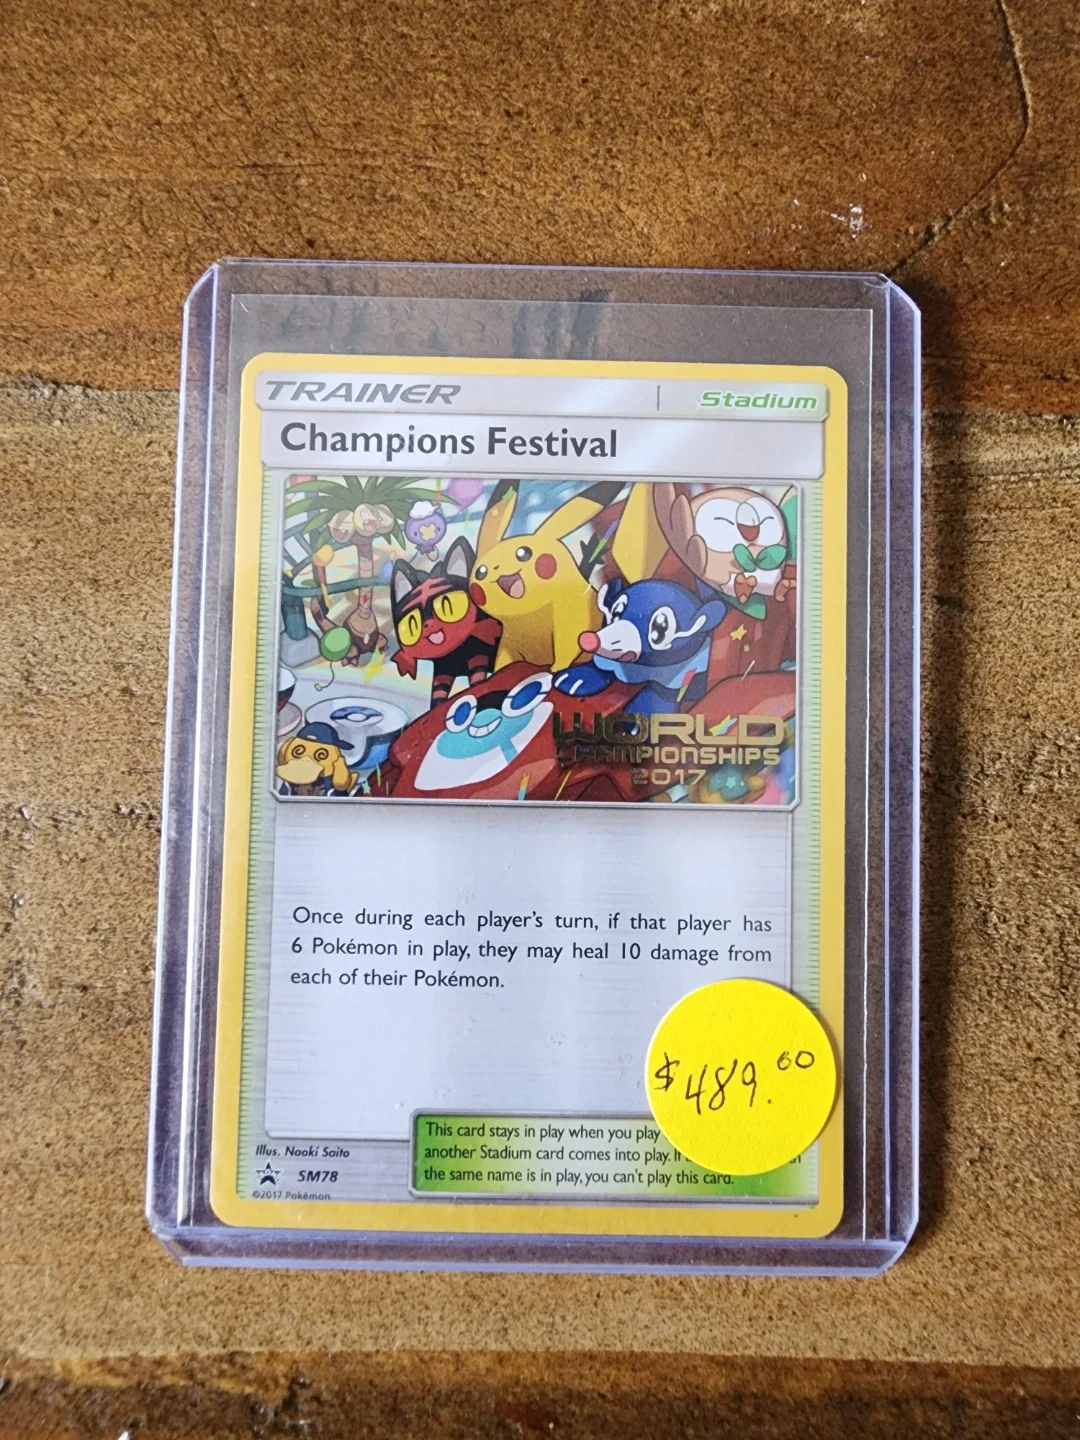 TRAINER
Stadium
Champions Festival
WORLD
CHAMPIONSHIPS
2017
Once during each player's turn, if that player has
6 Pokémon in play, they may heal 10 damage from
each of their Pokémon.
$489.00
This card stays in play when you play
another Stadium card comes into play. If
the same name is in play, you can't play this card.
Illus. Naoki Saito
SM78
©2017 Pokémon